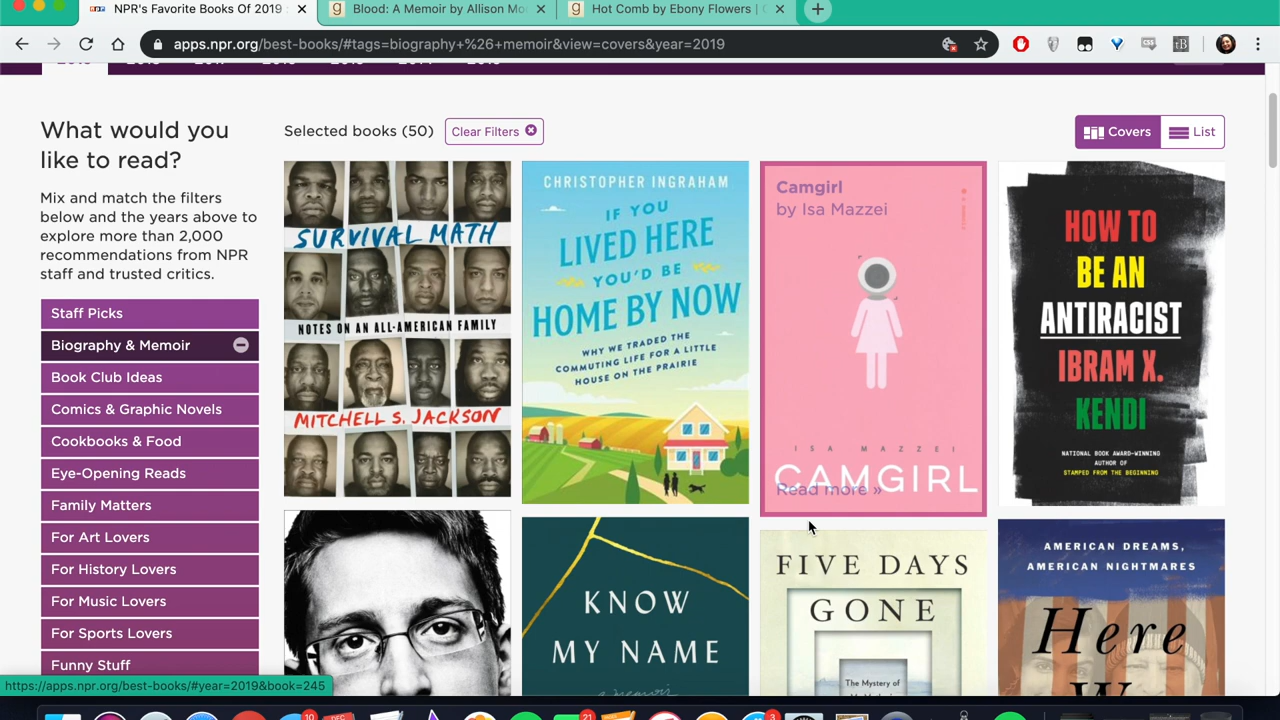 NPR's Favorite Books Of 2019
Blood: A Memoir by Allison Mo
Hot Comb by Ebony Flowers |
apps.npr.org/best-books/#tags=biography+%26+memoir&view=covers&year=2019
CSS
What would you
like to read?
Mix and match the filters
below and the years above to
explore more than 2,000
recommendations from NPR
staff and trusted critics.
Staff Picks
Biography & Memoir
Book Club Ideas
Comics & Graphic Novels
Cookbooks & Food
Eye-Opening Reads
Family Matters
For Art Lovers
For History Lovers
For Music Lovers
For Sports Lovers
Funny Stuff
Selected books (50)
Clear Filters
Covers
List
SURVIVAL MATH
NOTES ON AN ALL-AMERICAN FAMILY
MITCHELL S. JACKSON
CHRISTOPHER INGRAHAM
IF YOU
LIVED HERE
YOU'D BE
HOME BY NOW
WHY WE TRADED THE
COMMUTING LIFE FOR A LITTLE
HOUSE ON THE PRAIRIE
Camgirl
by Isa Mazzei
ISA MAZZEI
CAMGIRL
Read more »
HOW TO
BE AN
ANTIRACIST
IBRAM X.
KENDI
NATIONAL BOOK AWARD–WINNING
AUTHOR OF
STAMPED FROM THE BEGINNING
KNOW
MY NAME
a memoir
FIVE DAYS
GONE
The Mystery of
AMERICAN DREAMS,
AMERICAN NIGHTMARES
Here
https://apps.npr.org/best-books/#year=2019&book=245
10
DEC
21
3